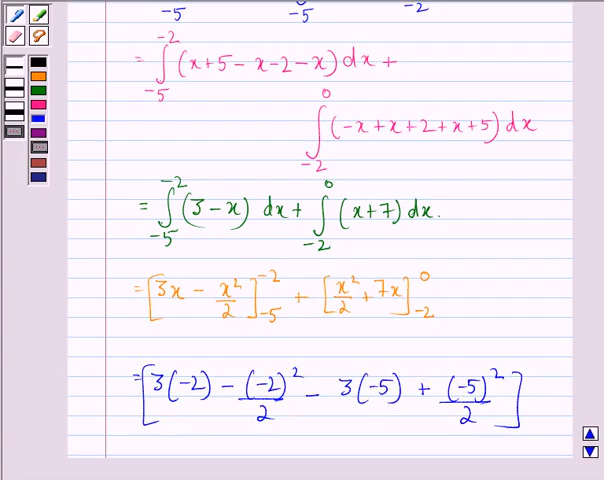 -5 -5 -2
= ∫_{-5}^{-2} (x+5-x-2-x) dx +
∫_{-2}^{0} (-x+x+2+x+5) dx
= ∫_{-5}^{-2} (3-x) dx + ∫_{-2}^{0} (x+7) dx.
= [3x - x²/2]_{-5}^{-2} + [x²/2 + 7x]_{-2}^{0}
= [3(-2) - (-2)²/2 - 3(-5) + (-5)²/2]